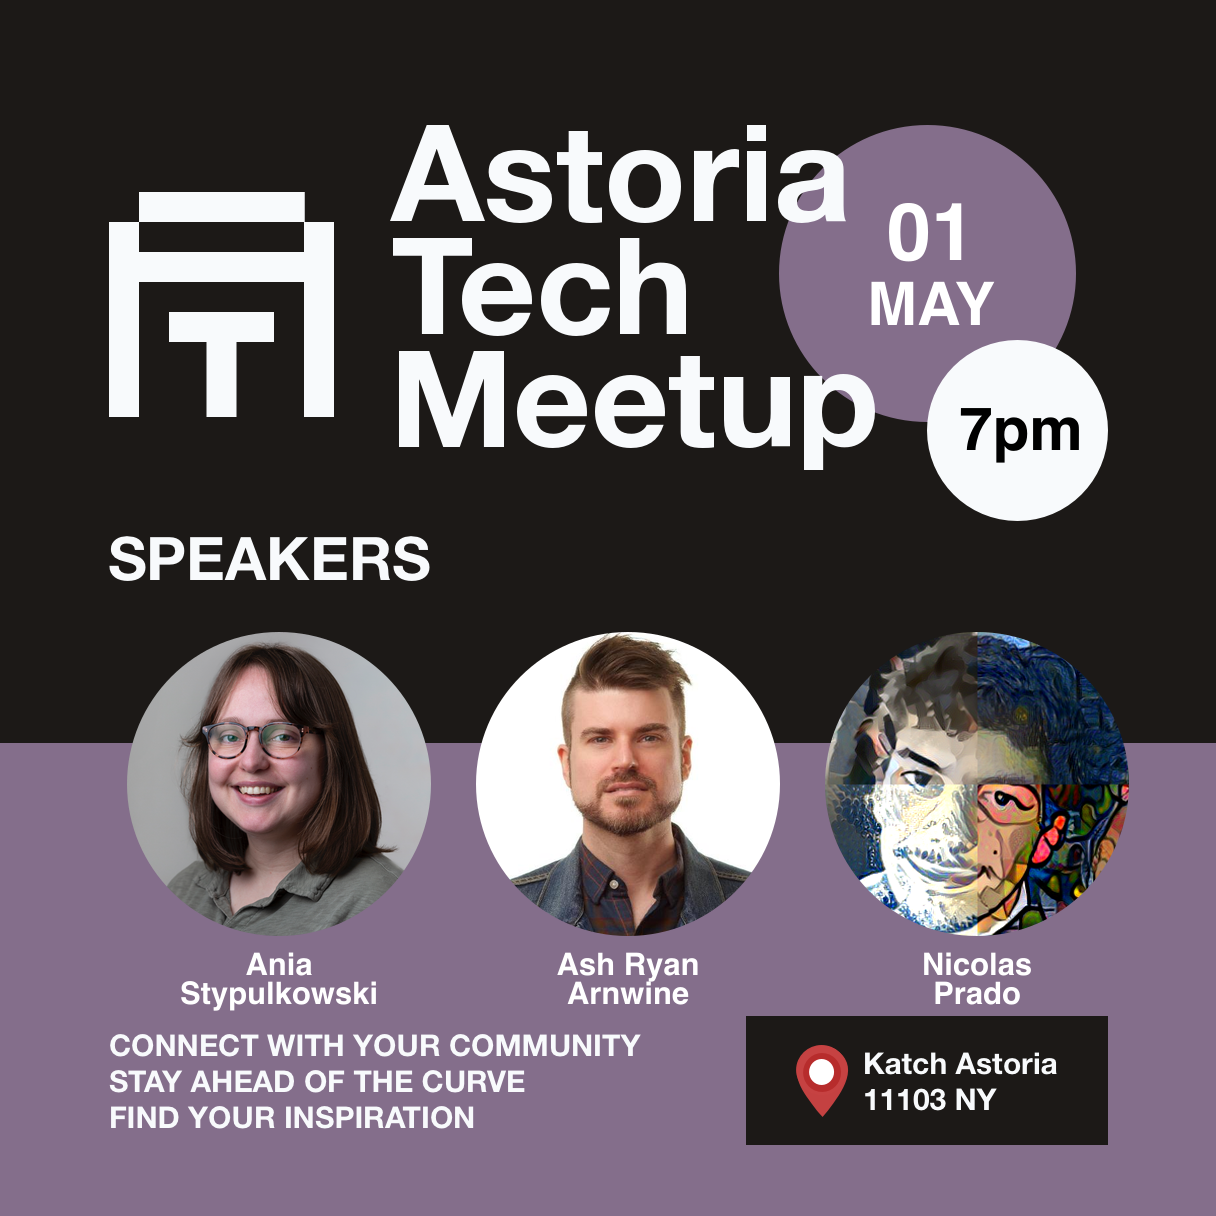 Astoria
Tech
Meetup
01
MAY
7pm
SPEAKERS
Ania
Stypulkowski
Ash Ryan
Arnwine
Nicolas
Prado
CONNECT WITH YOUR COMMUNITY
STAY AHEAD OF THE CURVE
FIND YOUR INSPIRATION
Katch Astoria
11103 NY